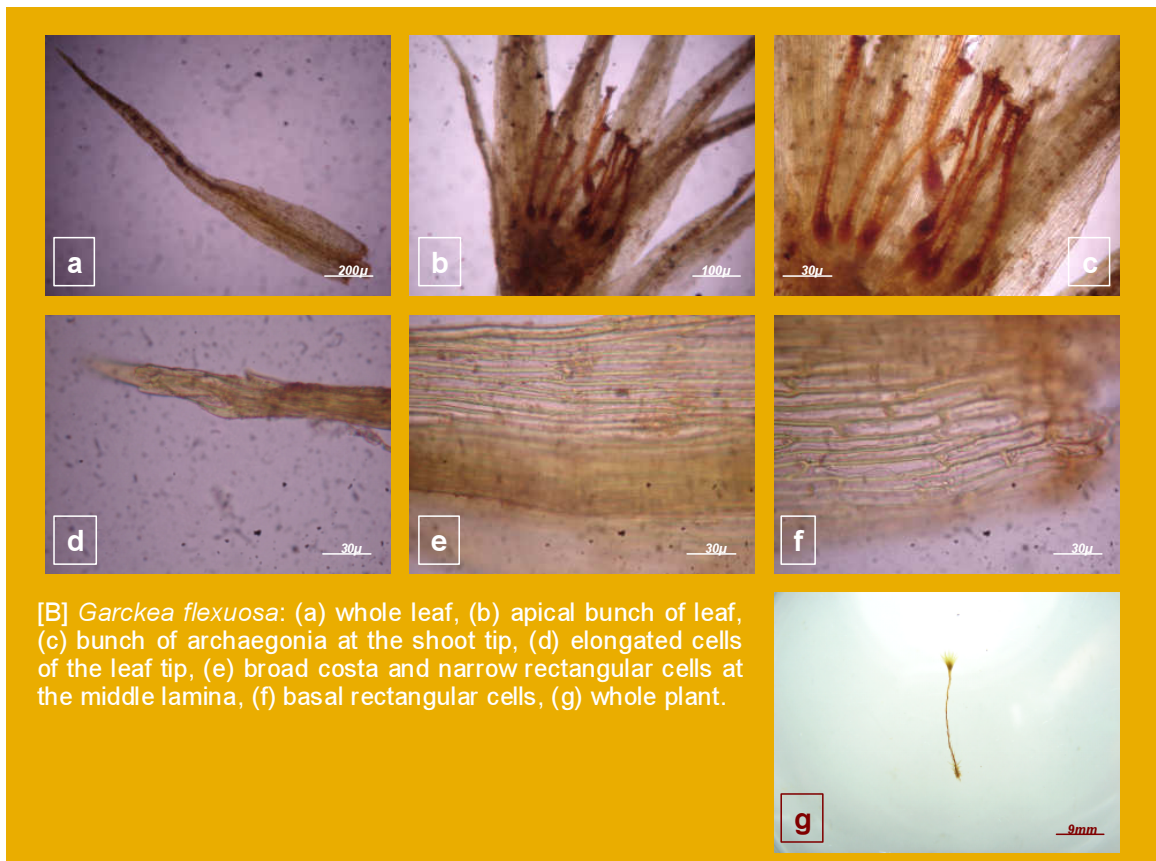 a
200μ
b
100μ
30μ
c
d
30μ
e
30μ
f
30μ
[B] Garckea flexuosa: (a) whole leaf, (b) apical bunch of leaf,
(c) bunch of archaegonia at the shoot tip, (d) elongated cells
of the leaf tip, (e) broad costa and narrow rectangular cells at
the middle lamina, (f) basal rectangular cells, (g) whole plant.
g
9mm